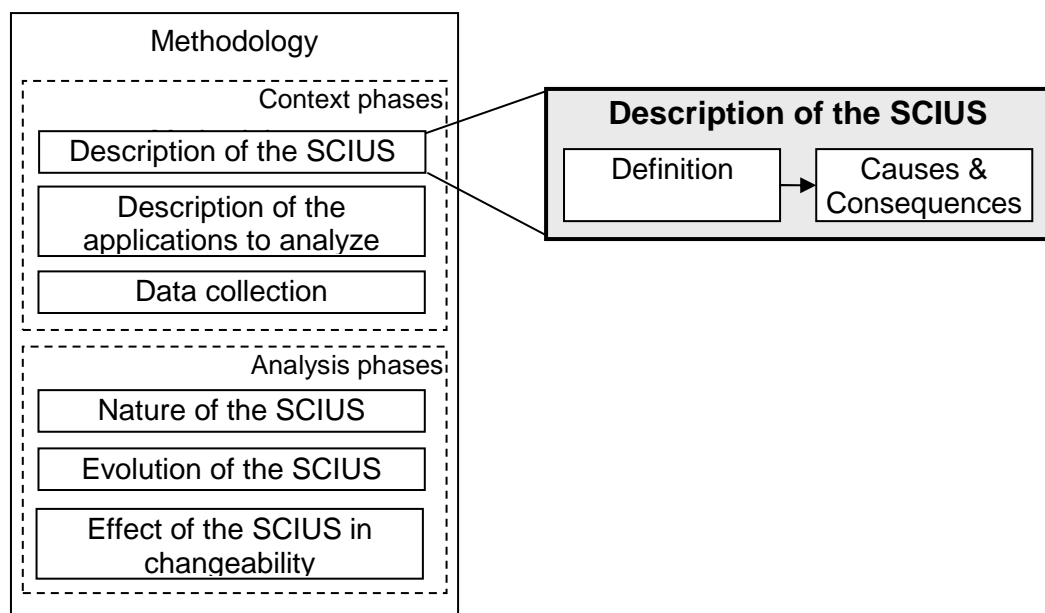 Methodology
Context phases
Description of the SCIUS
Description of the
applications to analyze
Data collection
Analysis phases
Nature of the SCIUS
Evolution of the SCIUS
Effect of the SCIUS in
changeability
Description of the SCIUS
Definition
Causes &
Consequences